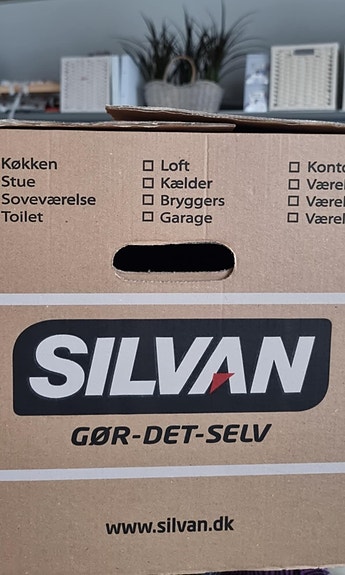 Køkken ☐ Loft
Stue ☐ Kælder
Soveværelse ☐ Bryggers
Toilet ☐ Garage
SILVAN
GØR-DET-SELV
www.silvan.dk